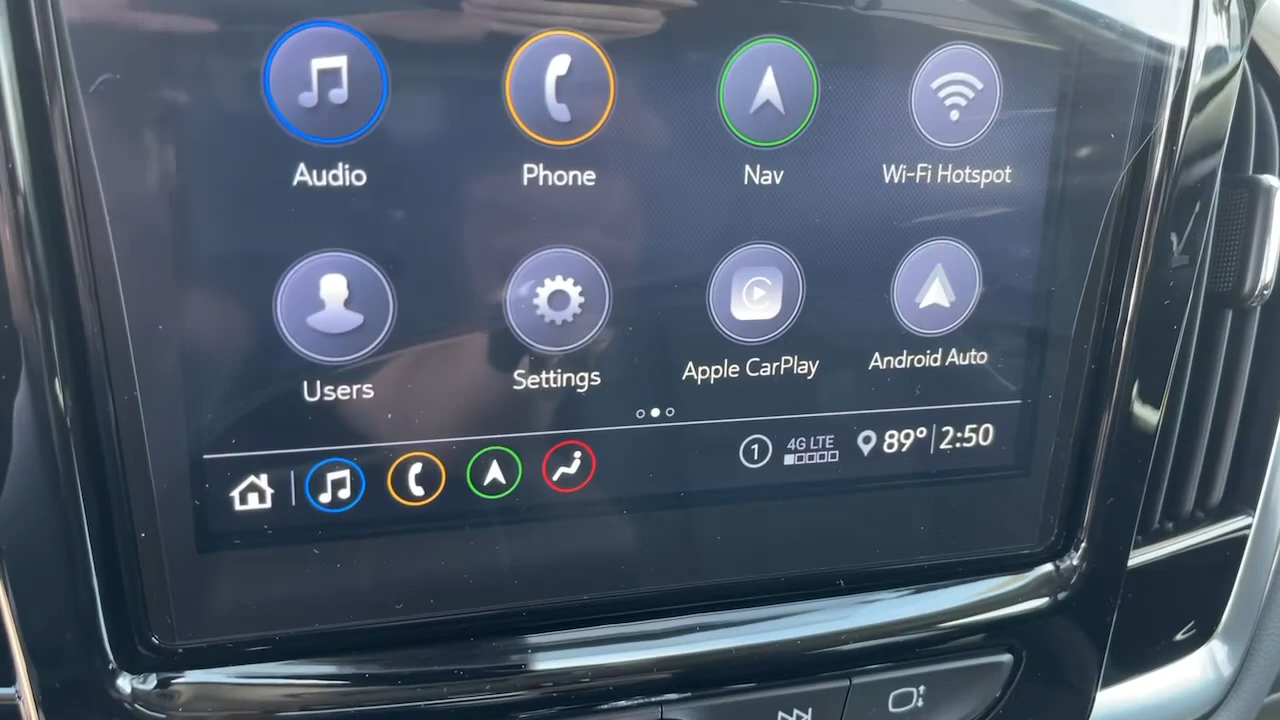 Audio
Phone
Nav
Wi-Fi Hotspot
Users
Settings
Apple CarPlay
Android Auto
1
4G LTE
89° 2:50